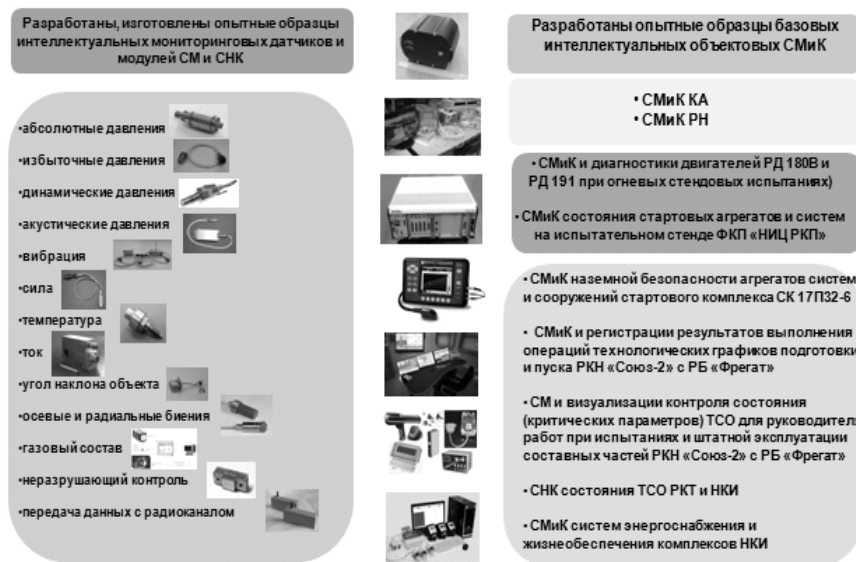 Разработаны, изготовлены опытные образцы
интеллектуальных мониторинговых датчиков и
модулей СМ и СНК
•абсолютные давления
•избыточные давления
•динамические давления
•акустические давления
•вибрация
•сила
•температура
•ток
•угол наклона объекта
•осевые и радиальные биения
•газовый состав
•неразрушающий контроль
•передача данных с радиоканалом
Разработаны опытные образцы базовых
интеллектуальных объектовых СМиК
• СМиК КА
• СМиК РН
• СМиК и диагностики двигателей РД 180В и
РД 191 при огневых стендовых испытаниях)
• СМиК состояния стартовых агрегатов и систем
на испытательном стенде ФКП «НИЦ РКП»
• СМиК наземной безопасности агрегатов систем
и сооружений стартового комплекса СК 17П32-6
• СМиК и регистрации результатов выполнения
операций технологических графиков подготовки
и пуска РКН «Союз-2» с РБ «Фрегат»
• СМ и визуализации контроля состояния
(критических параметров) ТСО для руководителя
работ при испытаниях и штатной эксплуатации
составных частей РКН «Союз-2» с РБ «Фрегат»
• СНК состояния ТСО РКТ и НКИ
• СМиК систем энергоснабжения и
жизнеобеспечения комплексов НКИ